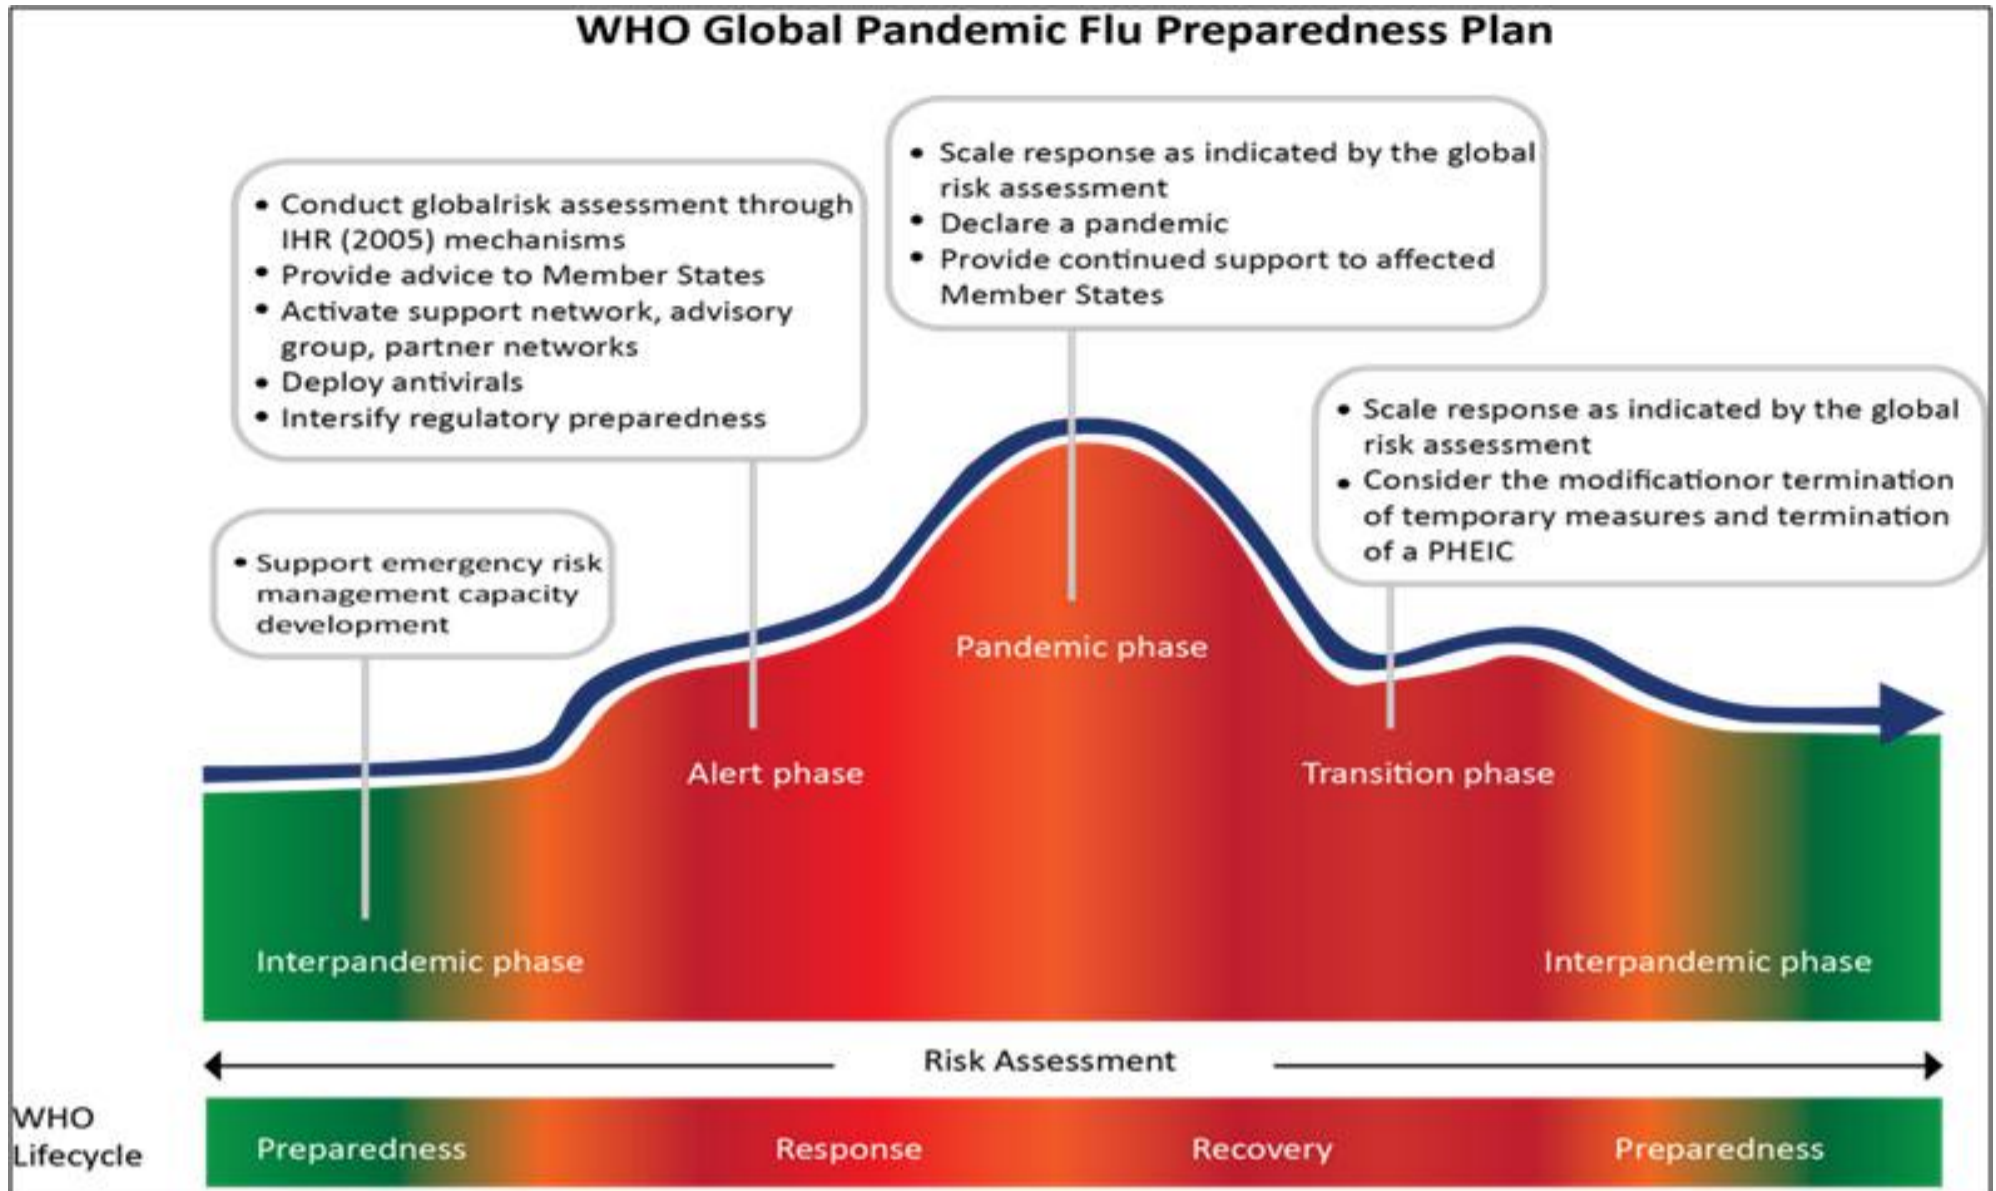 WHO Global Pandemic Flu Preparedness Plan
• Scale response as indicated by the global
risk assessment
• Declare a pandemic
• Provide continued support to affected
Member States
• Conduct globalrisk assessment through
IHR (2005) mechanisms
• Provide advice to Member States
• Activate support network, advisory
group, partner networks
• Deploy antivirals
• Intersify regulatory preparedness
• Scale response as indicated by the global
risk assessment
• Consider the modificationor termination
of temporary measures and termination
of a PHEIC
• Support emergency risk
management capacity
development
Pandemic phase
Alert phase
Transition phase
Interpandemic phase
Interpandemic phase
Risk Assessment
WHO
Lifecycle
Preparedness
Response
Recovery
Preparedness